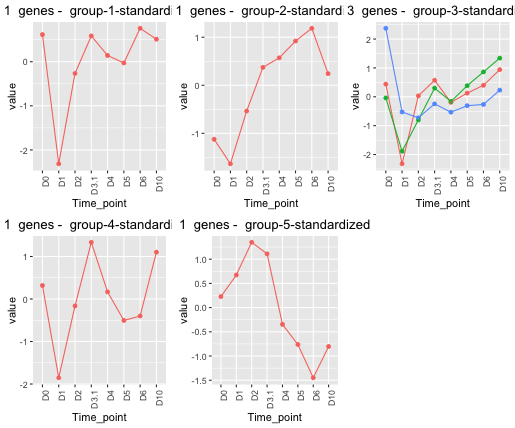 1 genes - group-1-standardi
1 genes - group-2-standardi
3 genes - group-3-standardi
value
0
-1
-2
D0
D1
D2
D3.1
D4
D5
D6
D10
Time_point
value
1
0
-1
D0
D1
D2
D3.1
D4
D5
D6
D10
Time_point
value
2
1
0
-1
-2
D0
D1
D2
D3.1
D4
D5
D6
D10
Time_point
1 genes - group-4-standardi
1 genes - group-5-standardized
value
1
0
-1
-2
D0
D1
D2
D3.1
D4
D5
D6
D10
Time_point
value
1.0
0.5
0.0
-0.5
-1.0
-1.5
D0
D1
D2
D3.1
D4
D5
D6
D10
Time_point